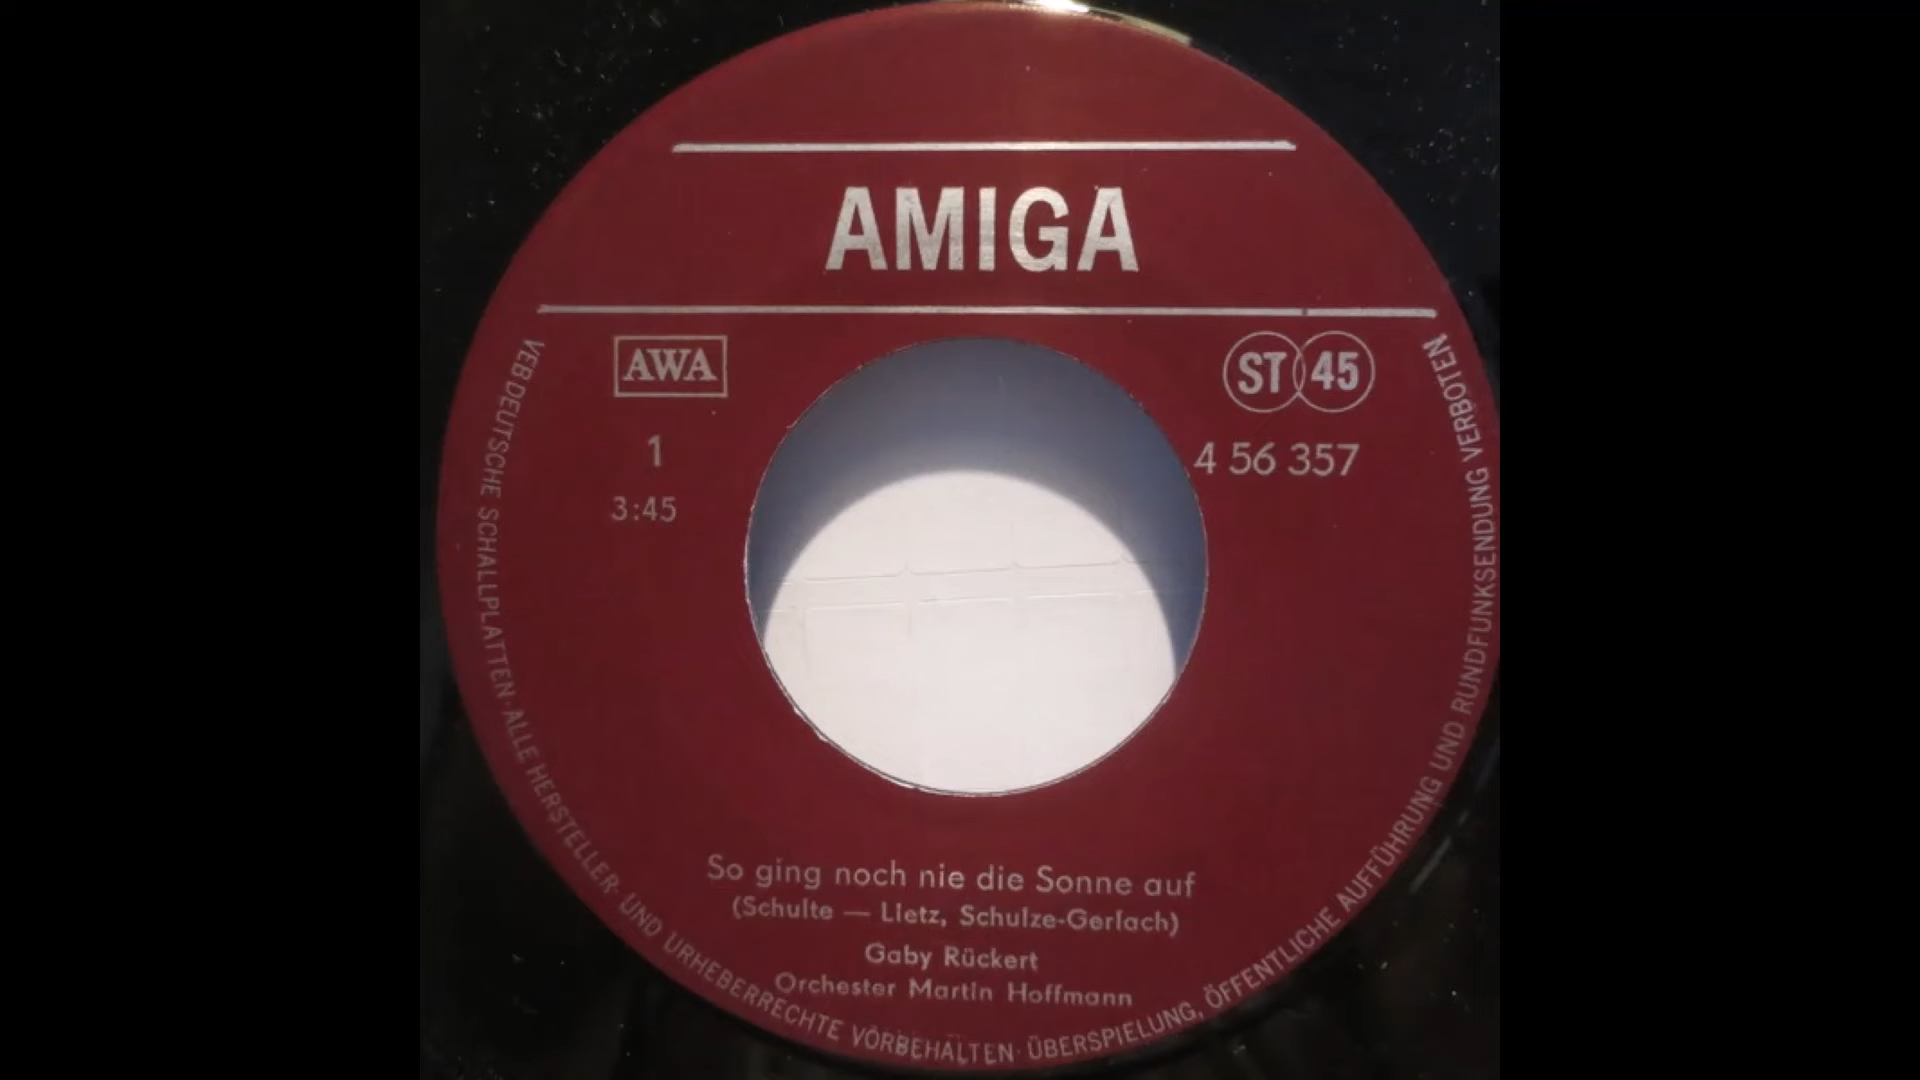 AMIGA
AWA
ST 45
1
4 56 357
3:45
So ging noch nie die Sonne auf
(Schulte — Lietz, Schulze-Gerlach)
Gaby Rückert
Orchester Martin Hoffmann
VEB DEUTSCHE SCHALLPLATTEN · ALLE HERSTELLER- UND URHEBERRECHTE VORBEHALTEN · ÜBERSPIELUNG, ÖFFENTLICHE AUFFÜHRUNG UND RUNDFUNKSENDUNG VERBOTEN